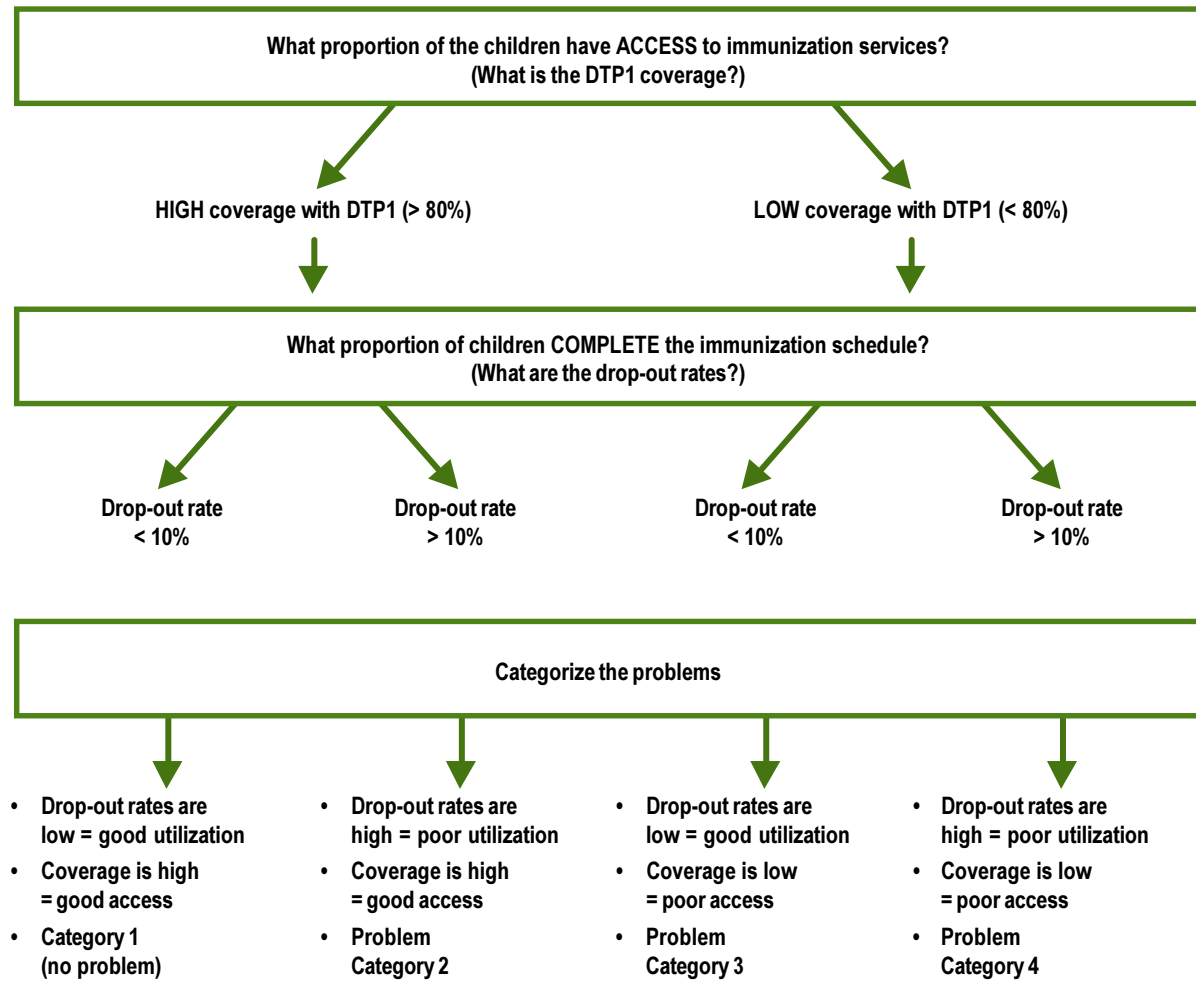 What proportion of the children have ACCESS to immunization services?
(What is the DTP1 coverage?)
HIGH coverage with DTP1 (> 80%)
LOW coverage with DTP1 (< 80%)
What proportion of children COMPLETE the immunization schedule?
(What are the drop-out rates?)
Drop-out rate
< 10%
Drop-out rate
> 10%
Drop-out rate
< 10%
Drop-out rate
> 10%
Categorize the problems
• Drop-out rates are
low = good utilization
• Coverage is high
= good access
• Category 1
(no problem)
• Drop-out rates are
high = poor utilization
• Coverage is high
= good access
• Problem
Category 2
• Drop-out rates are
low = good utilization
• Coverage is low
= poor access
• Problem
Category 3
• Drop-out rates are
high = poor utilization
• Coverage is low
= poor access
• Problem
Category 4